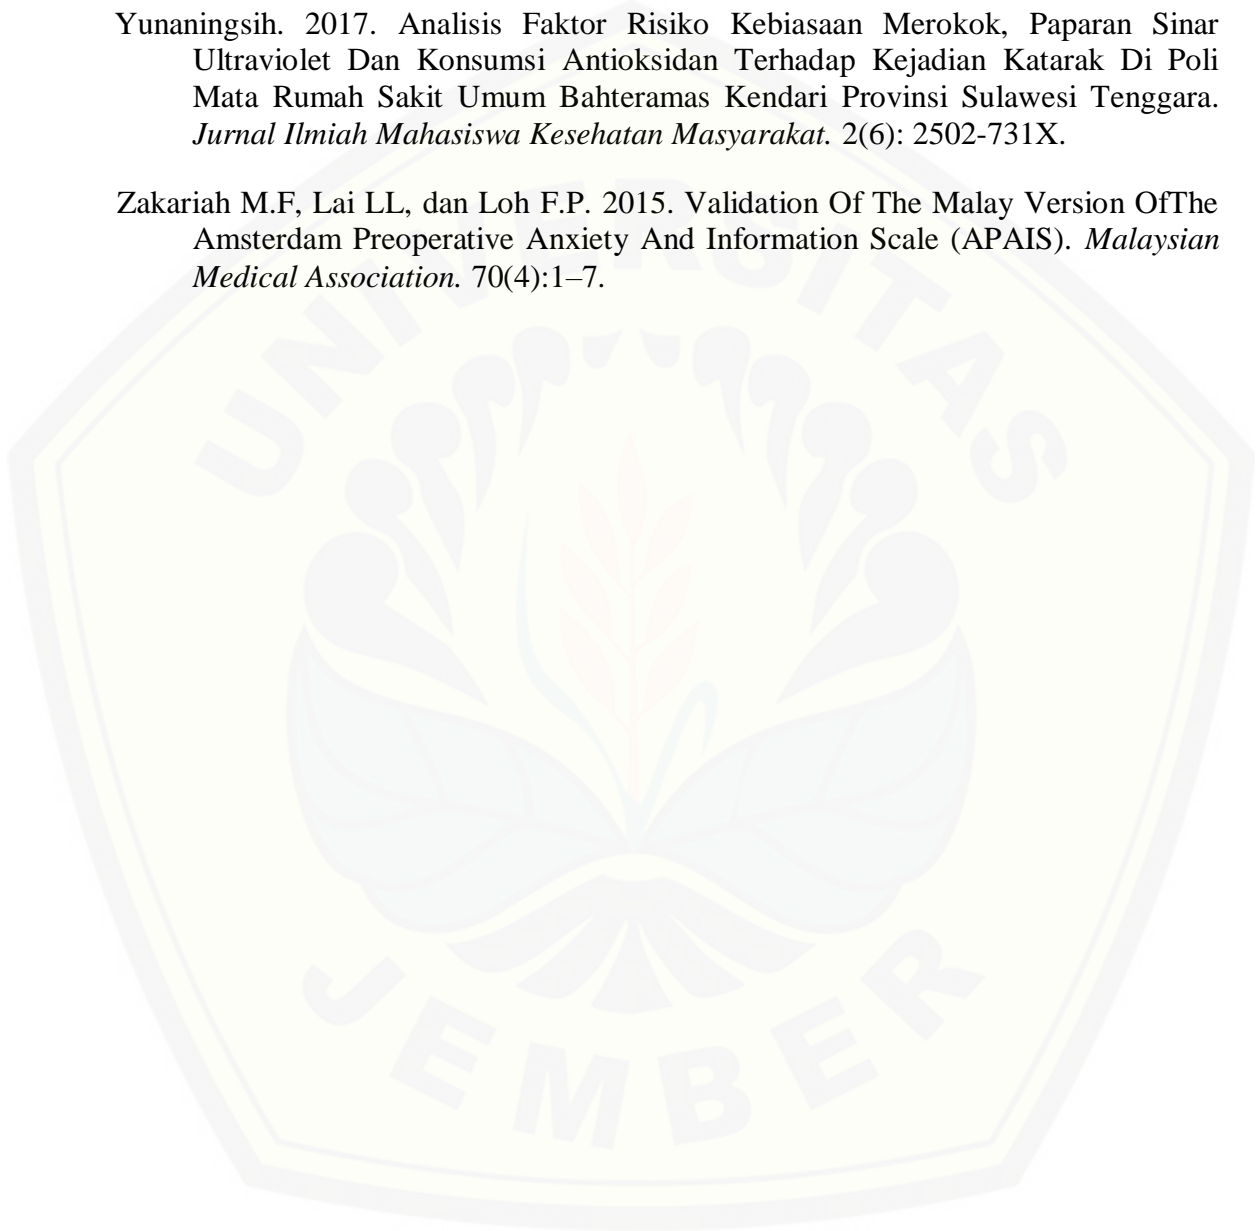 Yunaningsih. 2017. Analisis Faktor Risiko Kebiasaan Merokok, Paparan Sinar
Ultraviolet Dan Konsumsi Antioksidan Terhadap Kejadian Katarak Di Poli
Mata Rumah Sakit Umum Bahteramas Kendari Provinsi Sulawesi Tenggara.
Jurnal Ilmiah Mahasiswa Kesehatan Masyarakat. 2(6): 2502-731X.
Zakariah M.F, Lai LL, dan Loh F.P. 2015. Validation Of The Malay Version OfThe
Amsterdam Preoperative Anxiety And Information Scale (APAIS). Malaysian
Medical Association. 70(4):1–7.
UNIVERSITAS
JEMBER